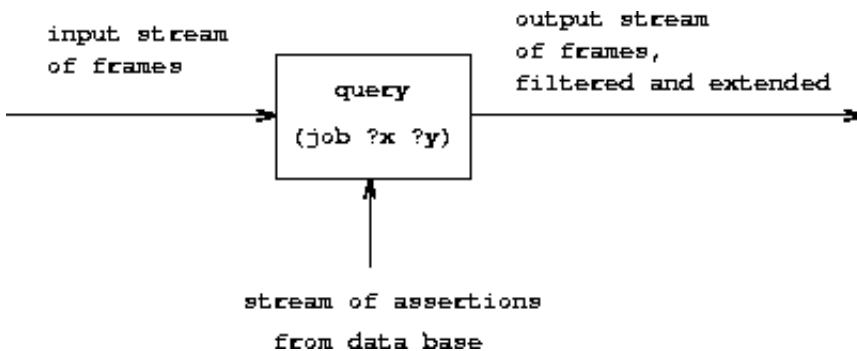 input stream
of frames
output stream
of frames,
filtered and extended
query
(job ?x ?y)
stream of assertions
from data base